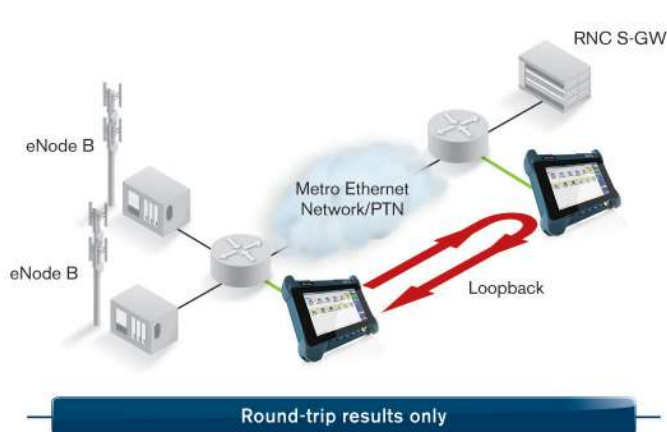 RNC S-GW
eNode B
Metro Ethernet
Network/PTN
eNode B
Loopback
Round-trip results only